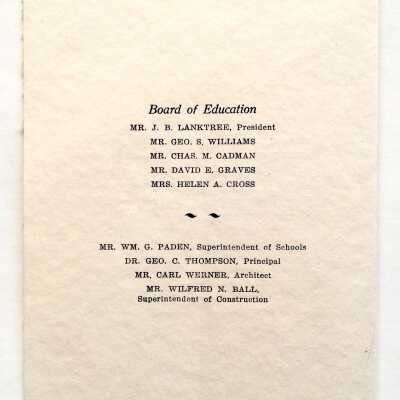 Board of Education
MR. J. B. LANKTREE, President
MR. GEO. S. WILLIAMS
MR. CHAS. M. CADMAN
MR. DAVID E. GRAVES
MRS. HELEN A. CROSS
MR. WM. G. PADEN, Superintendent of Schools
DR. GEO. C. THOMPSON, Principal
MR. CARL WERNER, Architect
MR. WILFRED N. BALL,
Superintendent of Construction